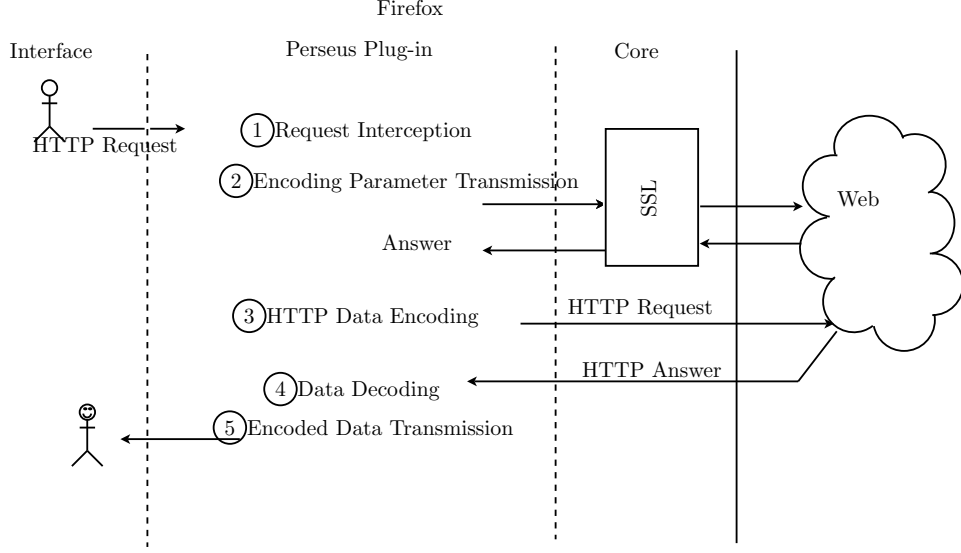 Firefox
Interface
Perseus Plug-in
Core
HTTP Request
1 Request Interception
2 Encoding Parameter Transmission
SSL
Web
Answer
3 HTTP Data Encoding
HTTP Request
HTTP Answer
4 Data Decoding
5 Encoded Data Transmission